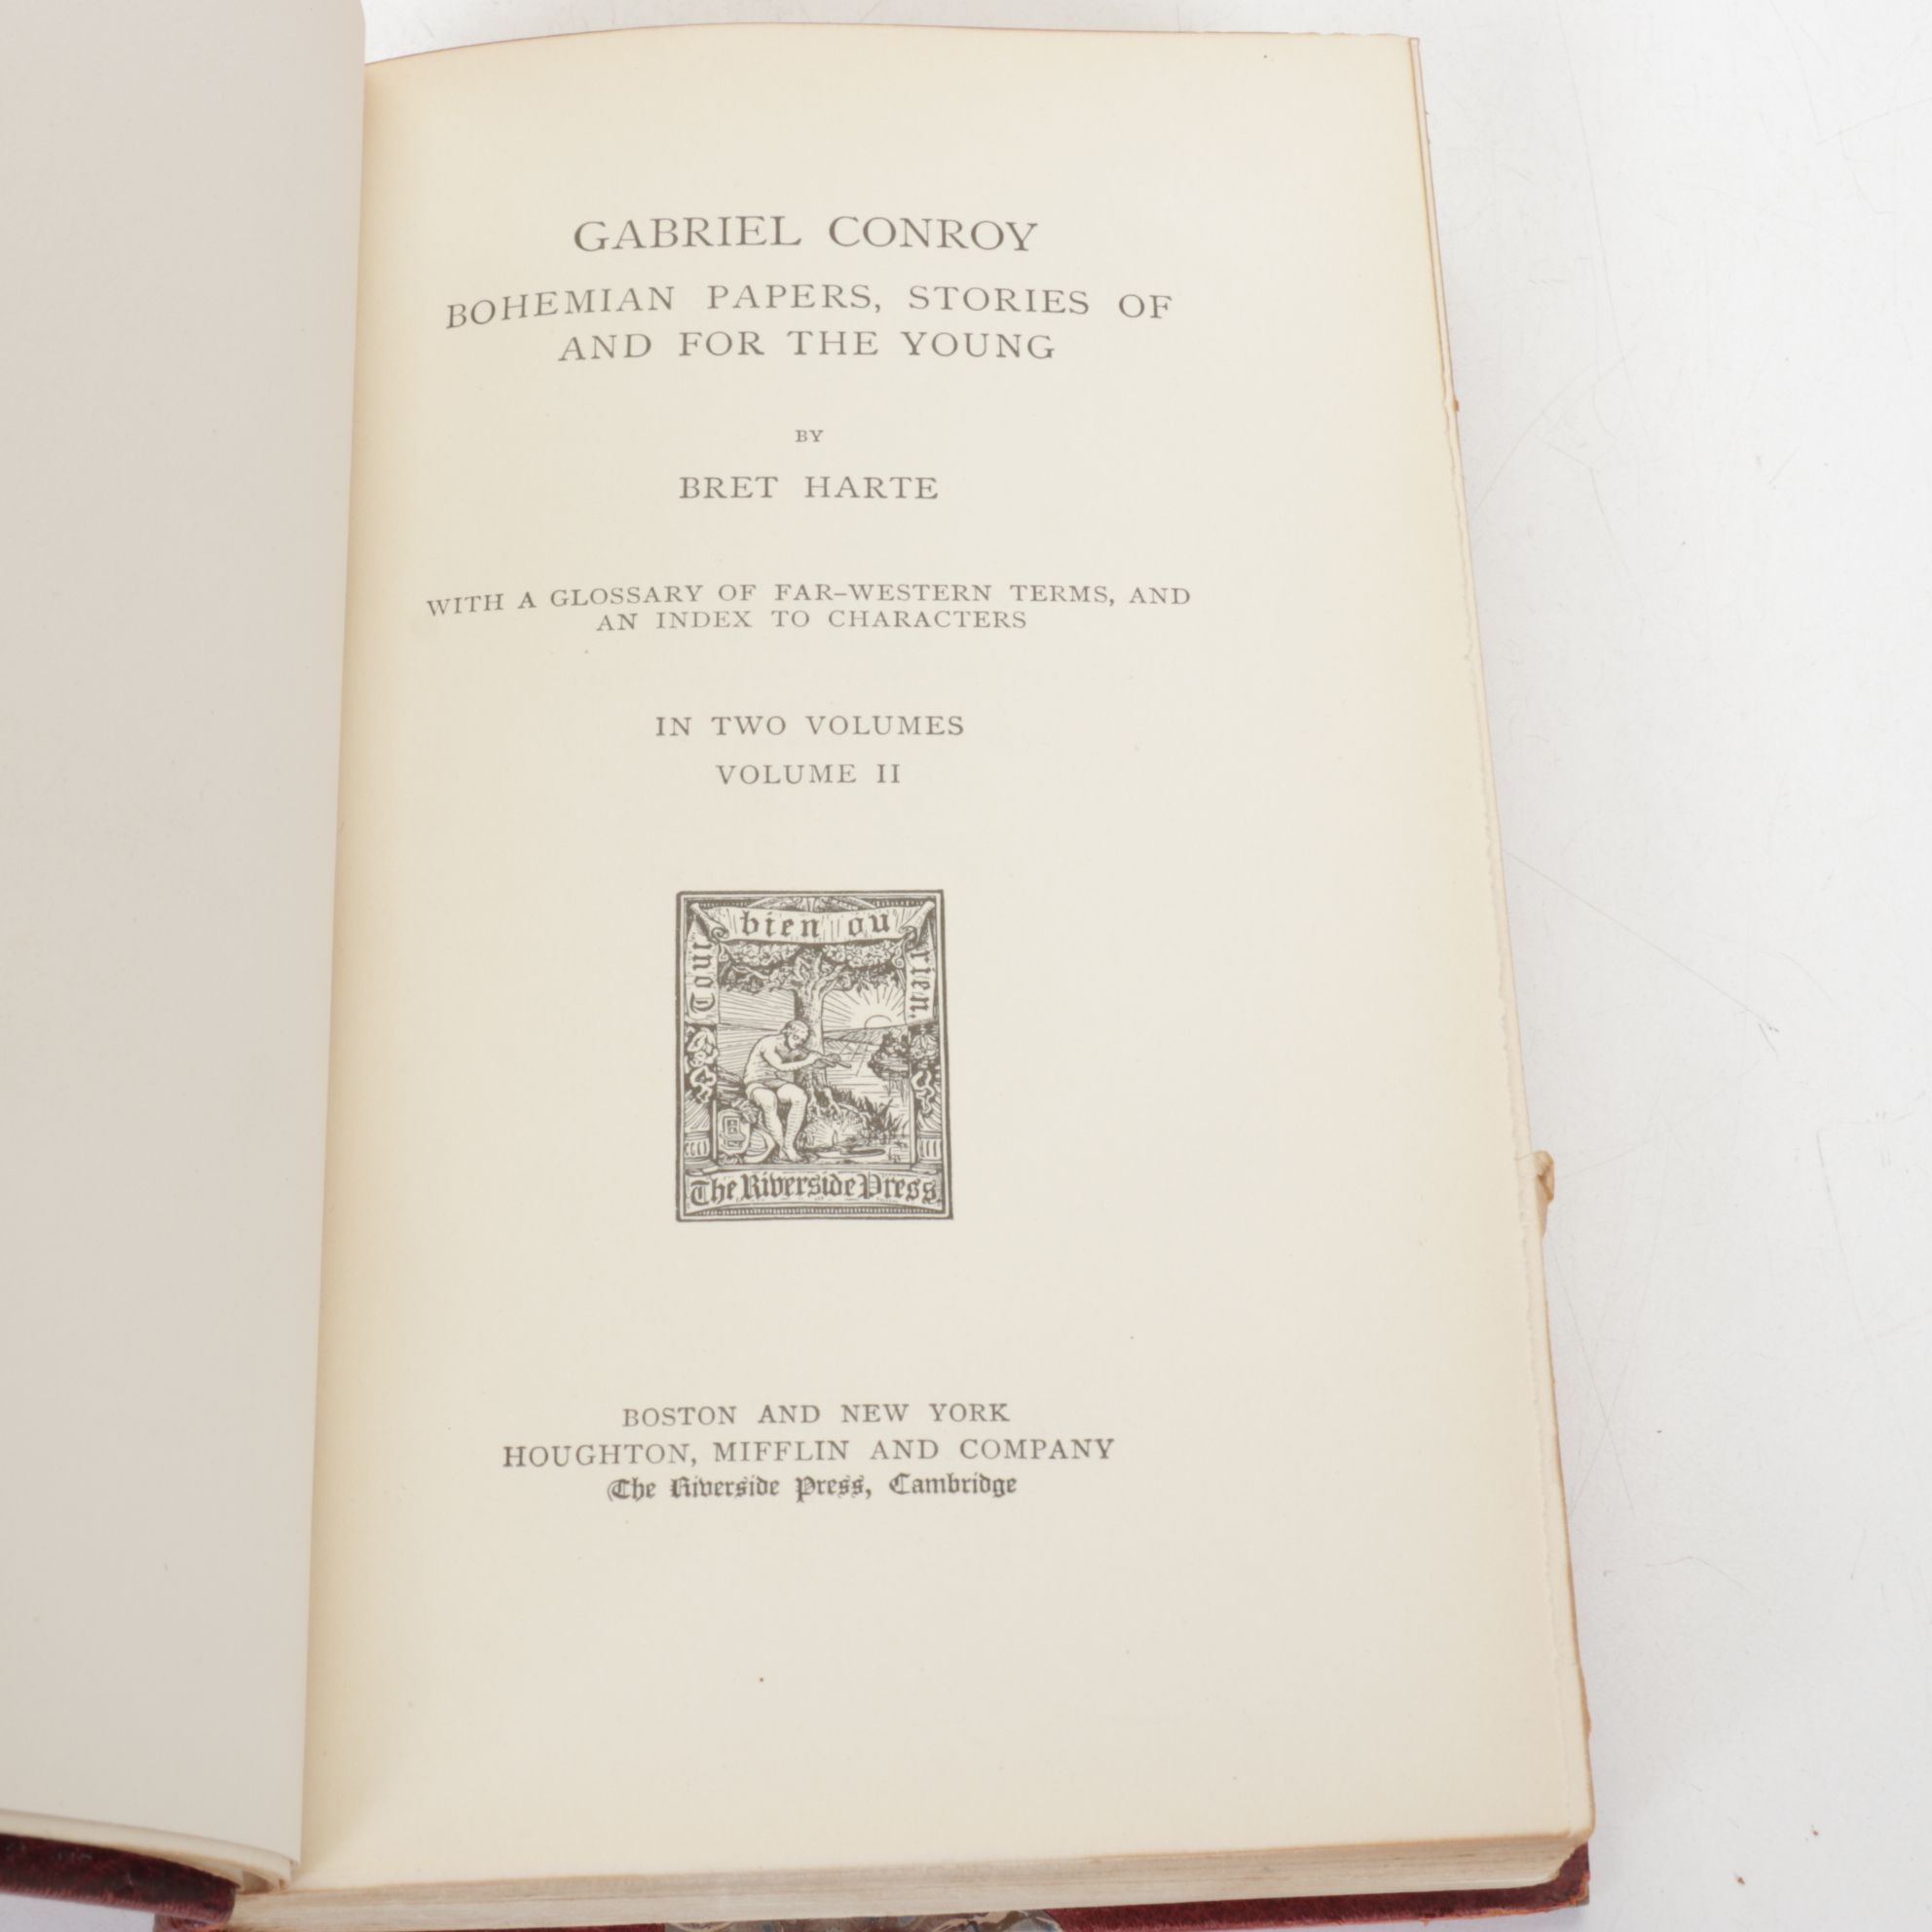 GABRIEL CONROY
BOHEMIAN PAPERS, STORIES OF
AND FOR THE YOUNG
BY
BRET HARTE
WITH A GLOSSARY OF FAR-WESTERN TERMS, AND
AN INDEX TO CHARACTERS
IN TWO VOLUMES
VOLUME II
Tout bien ou rien.
The Riverside Press
BOSTON AND NEW YORK
HOUGHTON, MIFFLIN AND COMPANY
The Riverside Press, Cambridge